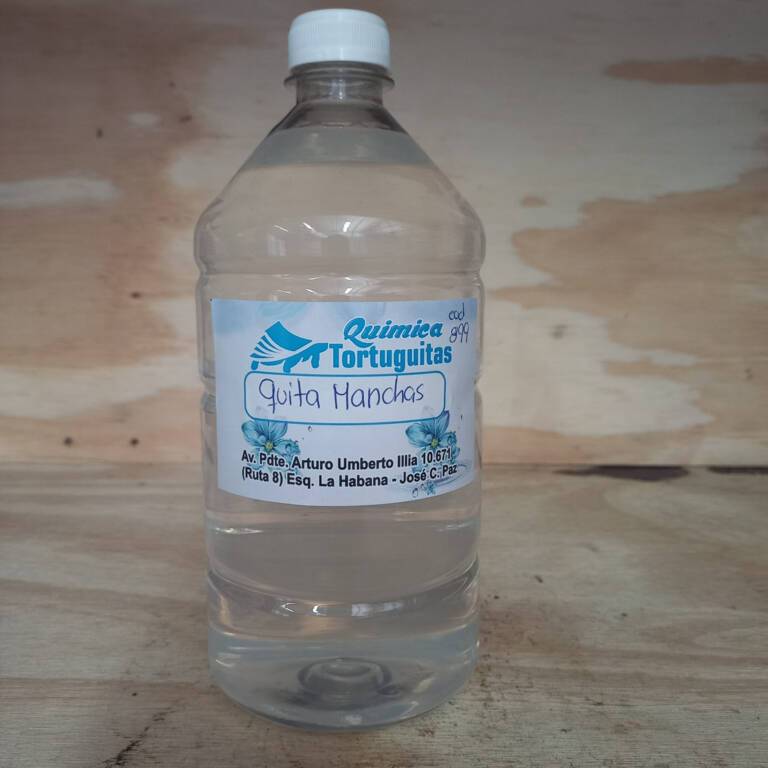 Quimica
Tortuguitas
cod
899
Quita Manchas
Av. Pdte. Arturo Umberto Illia 10.671
(Ruta 8) Esq. La Habana - José C. Paz